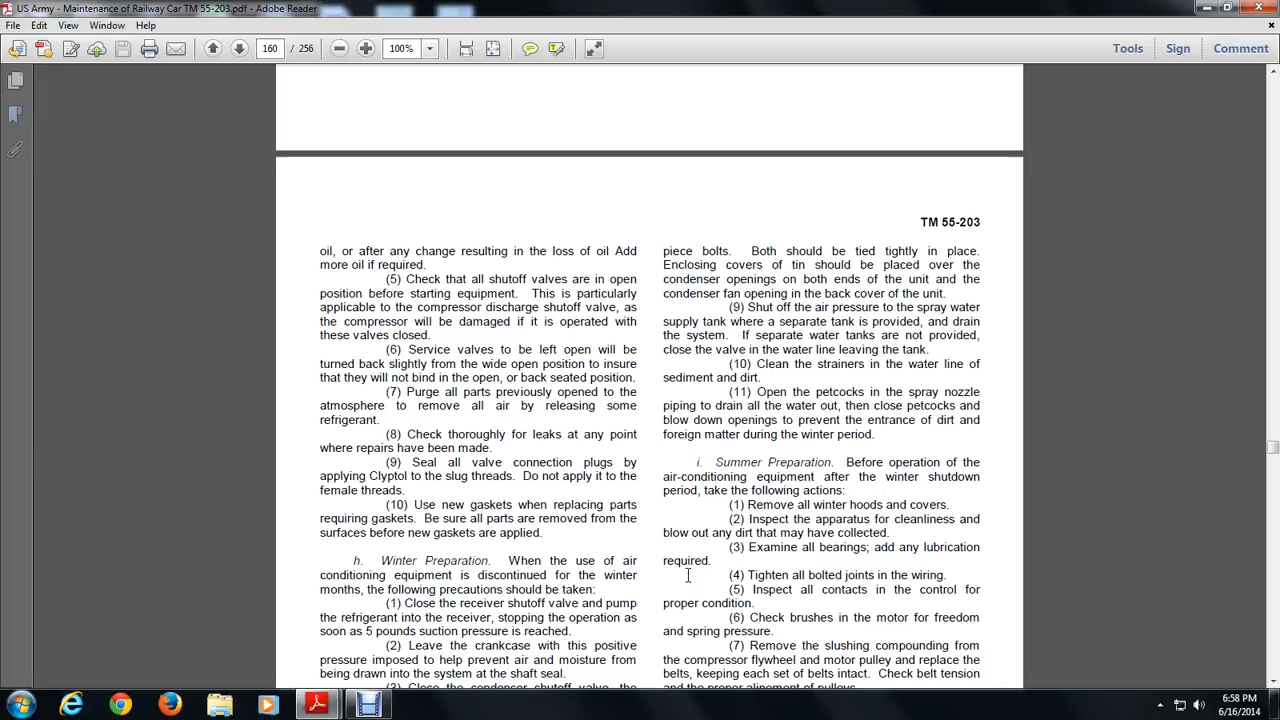 US Army - Maintenance of Railway Car TM 55-203.pdf - Adobe Reader
File Edit View Window Help
160 / 256 100% Tools Sign Comment
TM 55-203
oil, or after any change resulting in the loss of oil Add
more oil if required.
(5) Check that all shutoff valves are in open
position before starting equipment. This is particularly
applicable to the compressor discharge shutoff valve, as
the compressor will be damaged if it is operated with
these valves closed.
(6) Service valves to be left open will be
turned back slightly from the wide open position to insure
that they will not bind in the open, or back seated position.
(7) Purge all parts previously opened to the
atmosphere to remove all air by releasing some
refrigerant.
(8) Check thoroughly for leaks at any point
where repairs have been made.
(9) Seal all valve connection plugs by
applying Clyptol to the slug threads. Do not apply it to the
female threads.
(10) Use new gaskets when replacing parts
requiring gaskets. Be sure all parts are removed from the
surfaces before new gaskets are applied.
h. Winter Preparation. When the use of air
conditioning equipment is discontinued for the winter
months, the following precautions should be taken:
(1) Close the receiver shutoff valve and pump
the refrigerant into the receiver, stopping the operation as
soon as 5 pounds suction pressure is reached.
(2) Leave the crankcase with this positive
pressure imposed to help prevent air and moisture from
being drawn into the system at the shaft seal.
(3) Close the condenser shutoff valve, the
piece bolts. Both should be tied tightly in place.
Enclosing covers of tin should be placed over the
condenser openings on both ends of the unit and the
condenser fan opening in the back cover of the unit.
(9) Shut off the air pressure to the spray water
supply tank where a separate tank is provided, and drain
the system. If separate water tanks are not provided,
close the valve in the water line leaving the tank.
(10) Clean the strainers in the water line of
sediment and dirt.
(11) Open the petcocks in the spray nozzle
piping to drain all the water out, then close petcocks and
blow down openings to prevent the entrance of dirt and
foreign matter during the winter period.
i. Summer Preparation. Before operation of the
air-conditioning equipment after the winter shutdown
period, take the following actions:
(1) Remove all winter hoods and covers.
(2) Inspect the apparatus for cleanliness and
blow out any dirt that may have collected.
(3) Examine all bearings; add any lubrication
required.
(4) Tighten all bolted joints in the wiring.
(5) Inspect all contacts in the control for
proper condition.
(6) Check brushes in the motor for freedom
and spring pressure.
(7) Remove the slushing compounding from
the compressor flywheel and motor pulley and replace the
belts, keeping each set of belts intact. Check belt tension
and the proper alinement of pulleys.
6:58 PM
6/16/2014